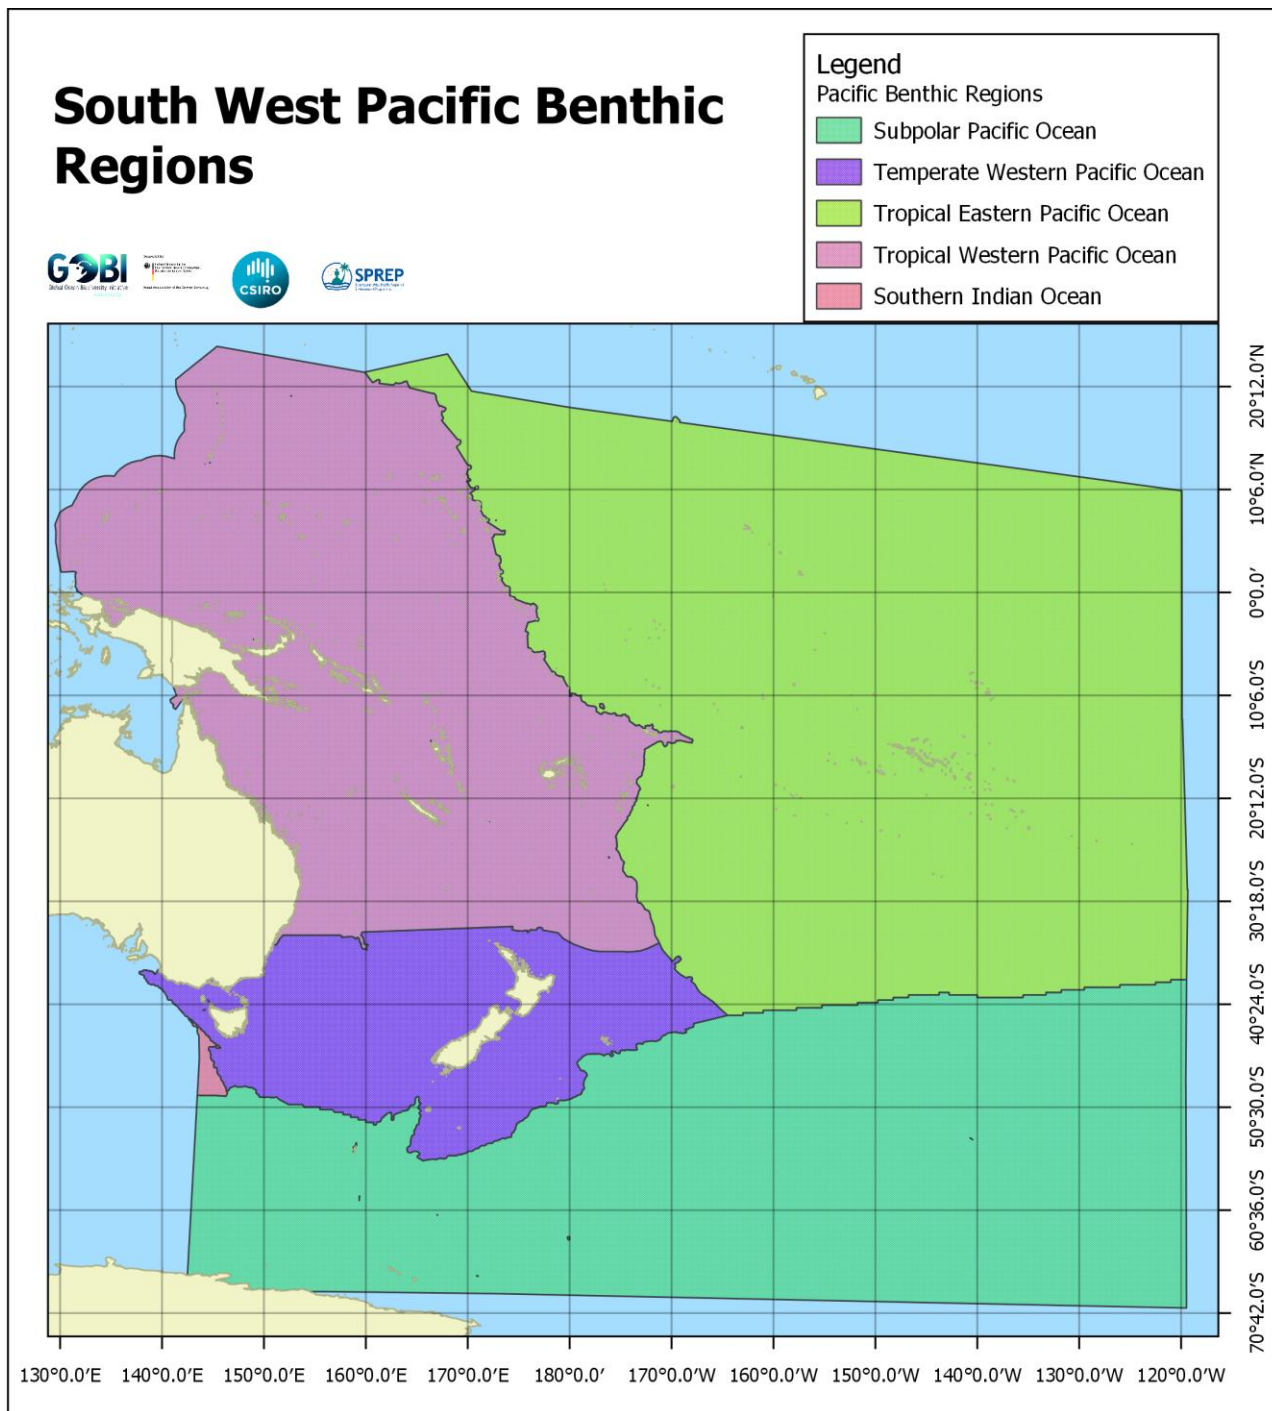 South West Pacific Benthic
Regions
Legend
Pacific Benthic Regions
Subpolar Pacific Ocean
Temperate Western Pacific Ocean
Tropical Eastern Pacific Ocean
Tropical Western Pacific Ocean
Southern Indian Ocean
GOBI
Global Ocean Biodiversity Initiative
CSIRO
SPREP
20°12.0′N
10°6.0′N
0°0.0′
10°6.0′S
20°12.0′S
30°18.0′S
40°24.0′S
50°30.0′S
60°36.0′S
70°42.0′S
130°0.0′E
140°0.0′E
150°0.0′E
160°0.0′E
170°0.0′E
180°0.0′
170°0.0′W
160°0.0′W
150°0.0′W
140°0.0′W
130°0.0′W
120°0.0′W